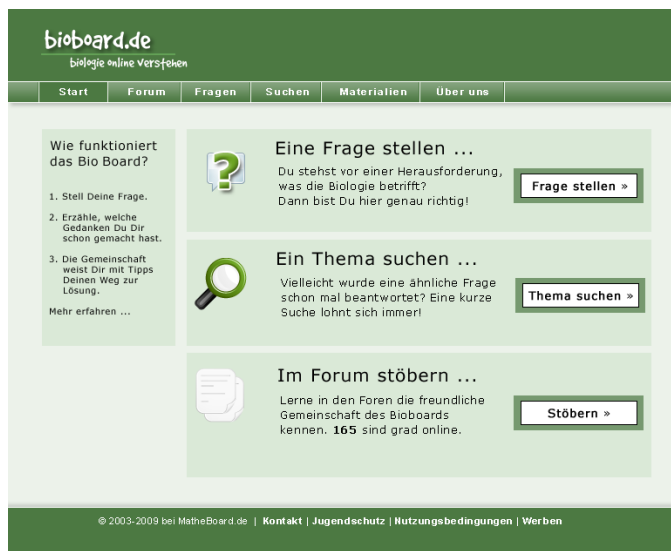 bioboard.de
biologie online verstehen
Start Forum Fragen Suchen Materialien Über uns
Wie funktioniert
das Bio Board?
1. Stell Deine Frage.
2. Erzähle, welche
Gedanken Du Dir
schon gemacht hast.
3. Die Gemeinschaft
weist Dir mit Tipps
Deinen Weg zur
Lösung.
Mehr erfahren ...
Eine Frage stellen ...
Du stehst vor einer Herausforderung,
was die Biologie betrifft?
Dann bist Du hier genau richtig!
Frage stellen »
Ein Thema suchen ...
Vielleicht wurde eine ähnliche Frage
schon mal beantwortet? Eine kurze
Suche lohnt sich immer!
Thema suchen »
Im Forum stöbern ...
Lerne in den Foren die freundliche
Gemeinschaft des Bioboards
kennen. 165 sind grad online.
Stöbern »
© 2003-2009 bei MatheBoard.de | Kontakt | Jugendschutz | Nutzungsbedingungen | Werben